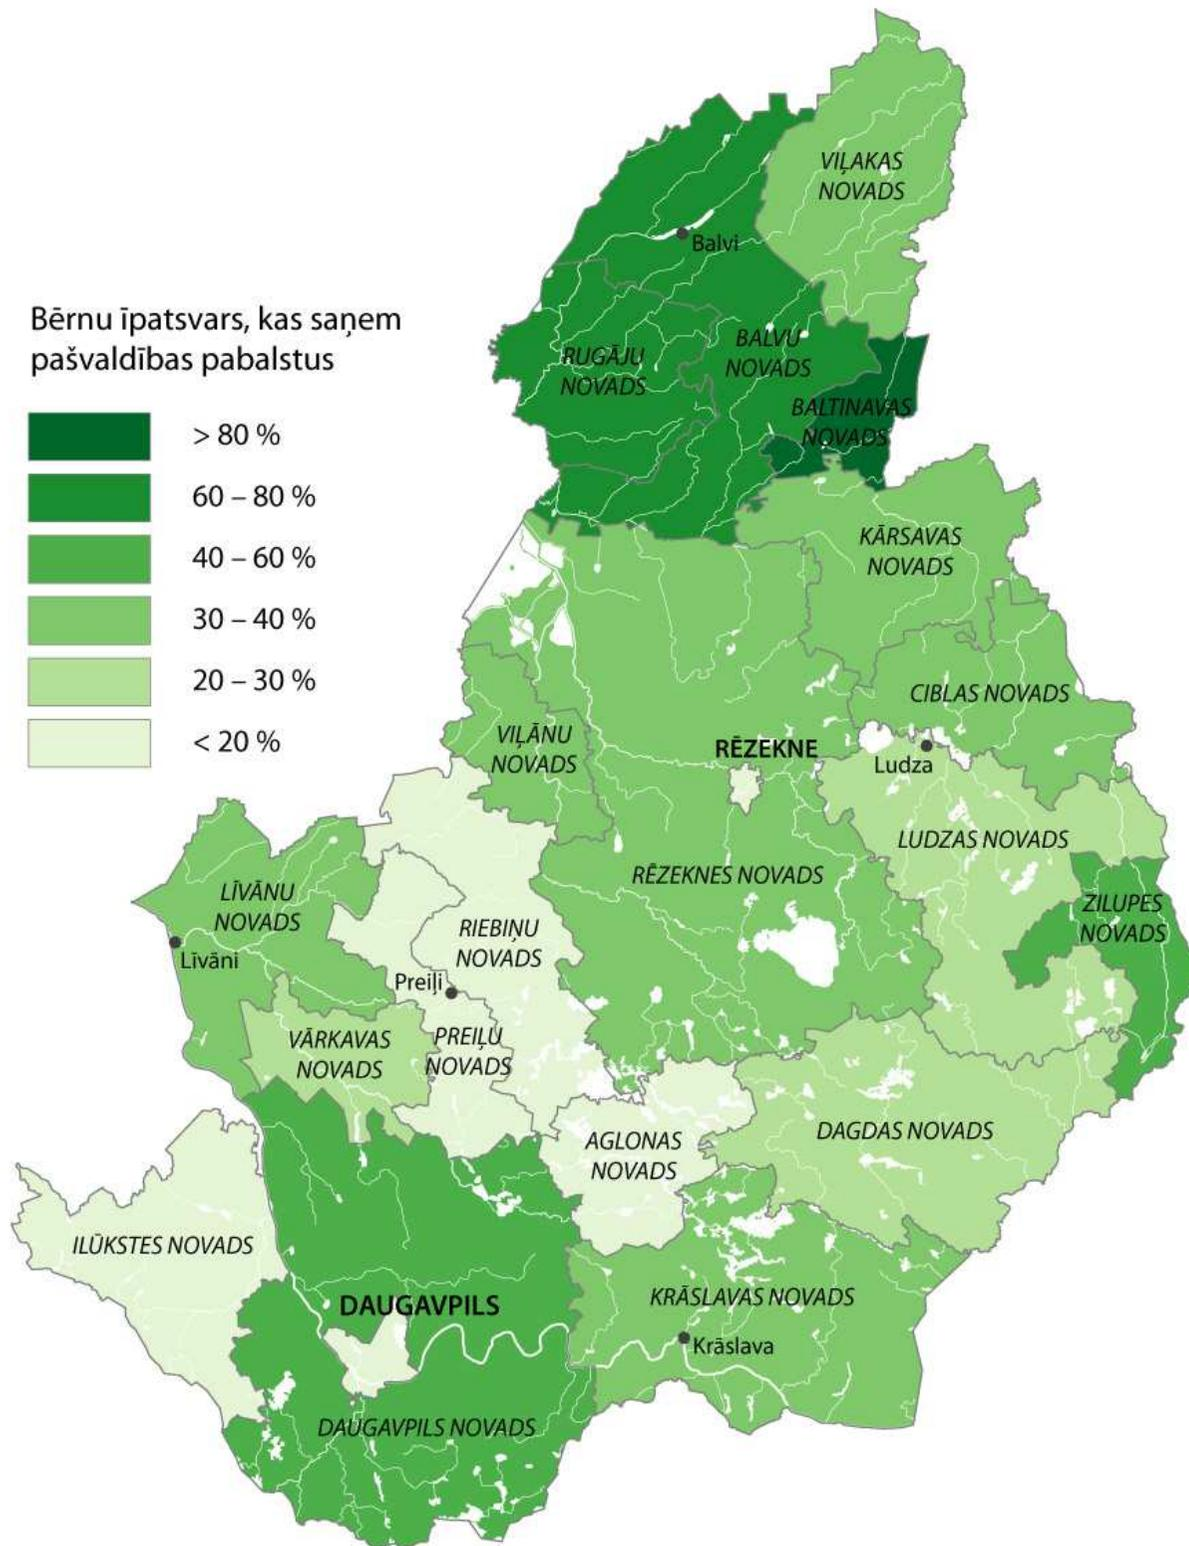 VIĻAKAS
NOVADS
Balvi
Bērnu īpatsvars, kas saņem
pašvaldības pabalstus
> 80 %
60 – 80 %
40 – 60 %
30 – 40 %
20 – 30 %
< 20 %
RUGĀJU
NOVADS
BALVU
NOVADS
BALTINAVAS
NOVADS
KĀRSAVAS
NOVADS
CIBLAS NOVADS
VIĻĀNU
NOVADS
RĒZEKNE
Ludza
LUDZAS NOVADS
RĒZEKNES NOVADS
ZILUPES
NOVADS
LĪVĀNU
NOVADS
Līvāni
RIEBIŅU
NOVADS
Preiļi
PREIĻU
NOVADS
VĀRKAVAS
NOVADS
AGLONAS
NOVADS
DAGDAS NOVADS
ILŪKSTES NOVADS
DAUGAVPILS
KRĀSLAVAS NOVADS
Krāslava
DAUGAVPILS NOVADS